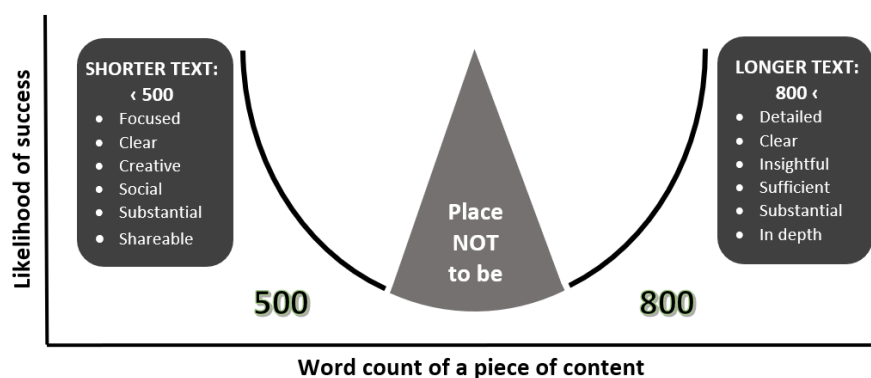 Likelihood of success
SHORTER TEXT:
‹ 500
• Focused
• Clear
• Creative
• Social
• Substantial
• Shareable
Place
NOT
to be
LONGER TEXT:
800 ‹
• Detailed
• Clear
• Insightful
• Sufficient
• Substantial
• In depth
500
800
Word count of a piece of content